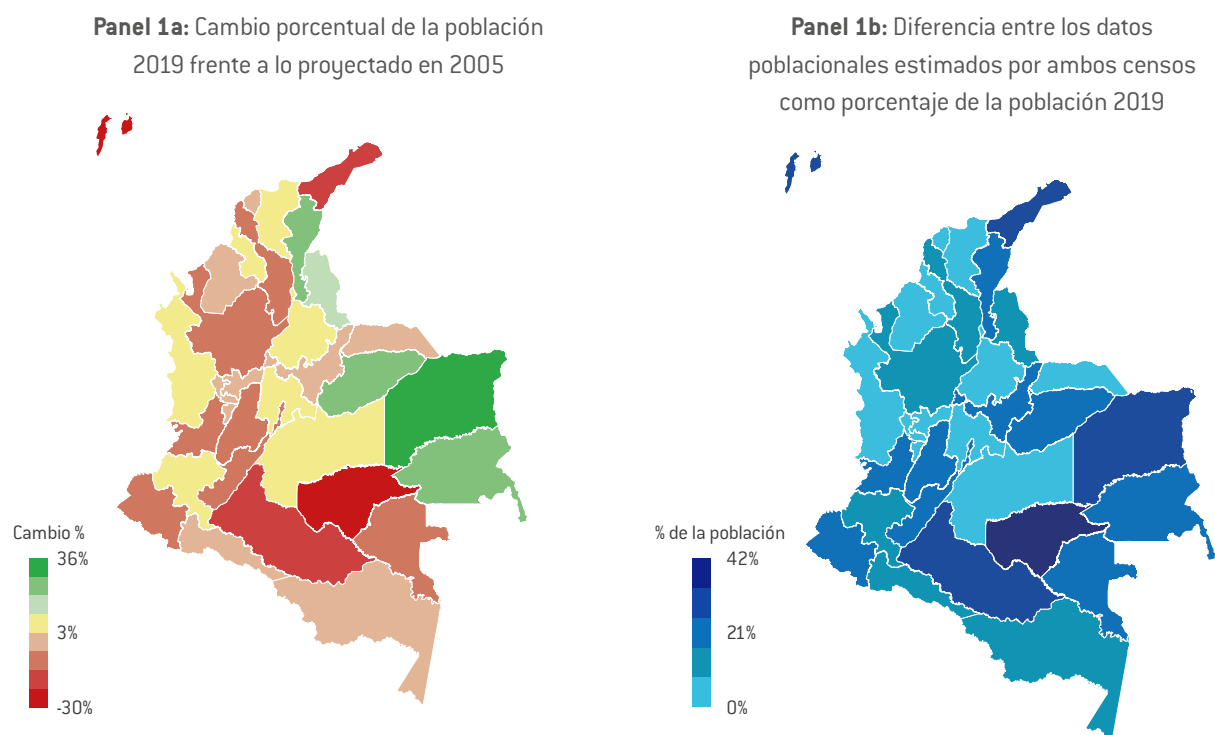 Panel 1a: Cambio porcentual de la población
2019 frente a lo proyectado en 2005
Cambio %
36%
3%
-30%
Panel 1b: Diferencia entre los datos
poblacionales estimados por ambos censos
como porcentaje de la población 2019
% de la población
42%
21%
0%